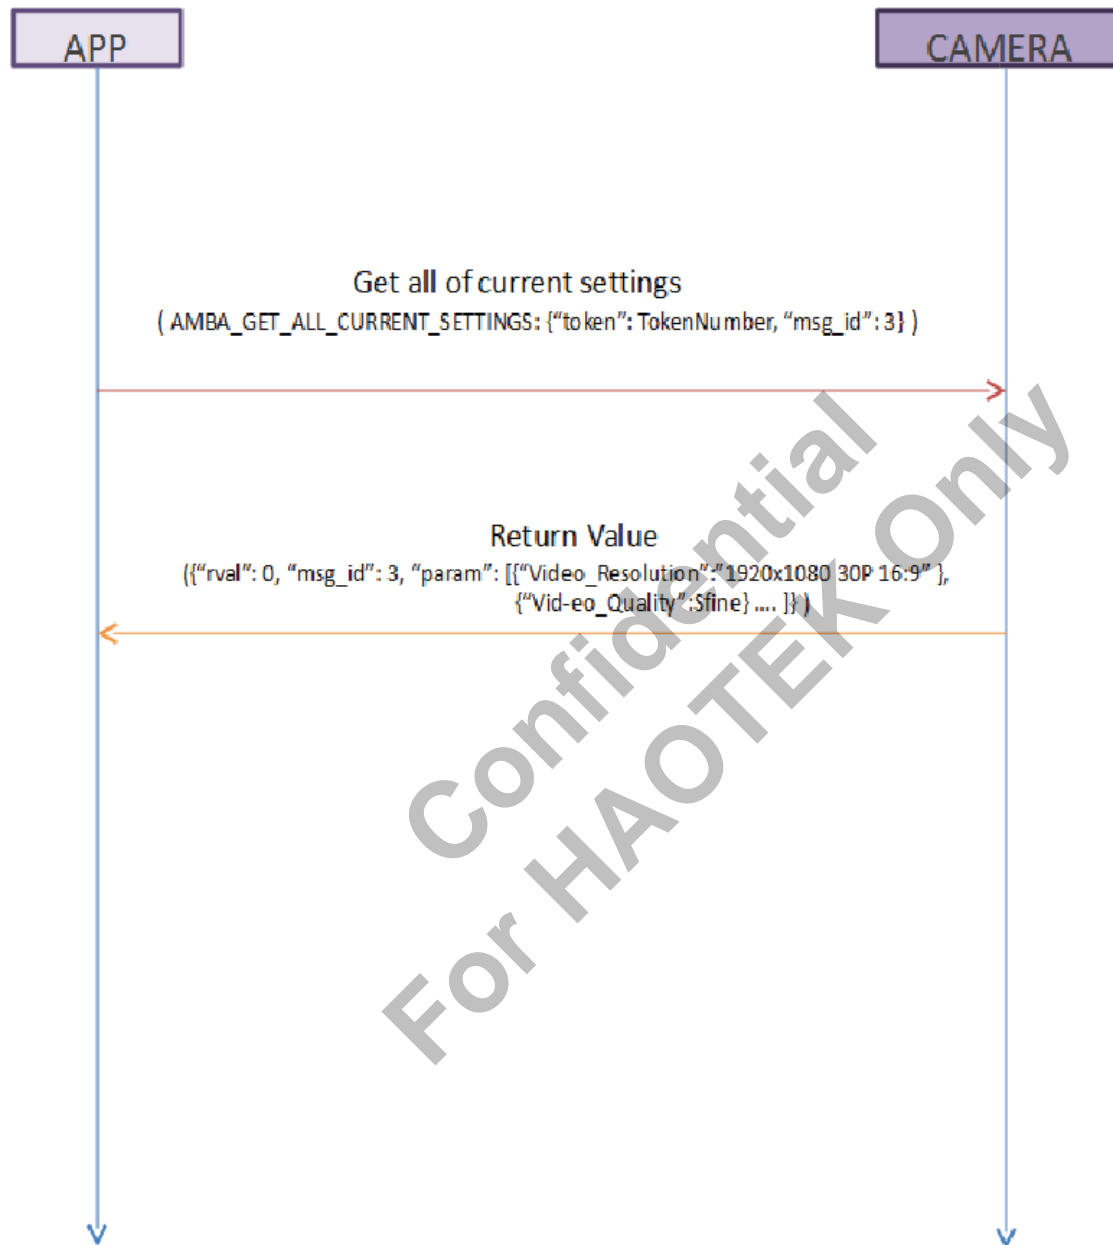 APP
CAMERA
Get all of current settings
( AMBA_GET_ALL_CURRENT_SETTINGS: {“token”: TokenNumber, “msg_id”: 3} )
Return Value
({“rval”: 0, “msg_id”: 3, “param”: [{“Video_Resolution”:”1920x1080 30P 16:9” },
{“Vid-eo_Quality”:Sfine} .... ]} )
Confidential
For HAOTEK Only